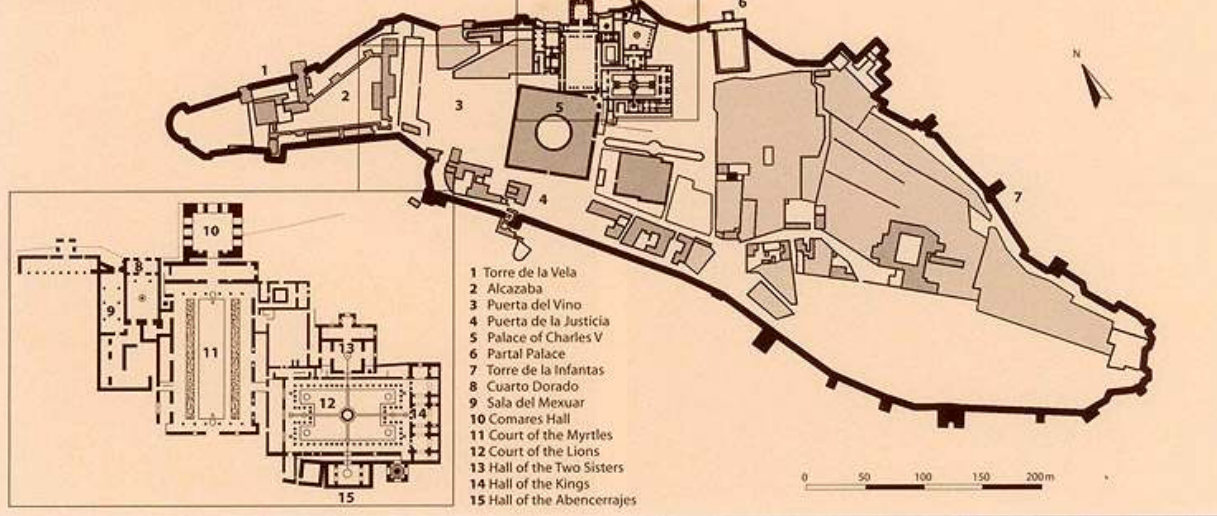 6
N
1
2
3
5
7
4
10
8
9
11
13
12
14
15
1 Torre de la Vela
2 Alcazaba
3 Puerta del Vino
4 Puerta de la Justicia
5 Palace of Charles V
6 Partal Palace
7 Torre de la Infantas
8 Cuarto Dorado
9 Sala del Mexuar
10 Comares Hall
11 Court of the Myrtles
12 Court of the Lions
13 Hall of the Two Sisters
14 Hall of the Kings
15 Hall of the Abencerrajes
0 50 100 150 200 m